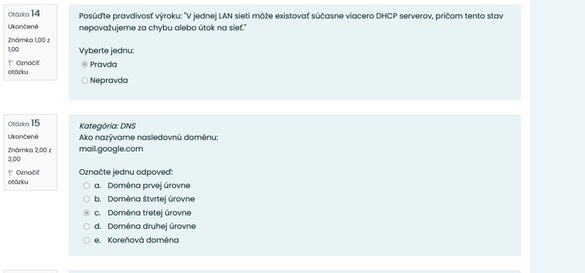 Otázka 14
Ukončené
Známka 1,00 z
1,00
Označiť
otázku
Posúďte pravdivosť výroku: "V jednej LAN sieti môže existovať súčasne viacero DHCP serverov, pričom tento stav
nepovažujeme za chybu alebo útok na sieť."
Vyberte jednu:
Pravda
Nepravda
Otázka 15
Ukončené
Známka 2,00 z
2,00
Označiť
otázku
Kategória: DNS
Ako nazývame nasledovnú doménu:
mail.google.com
Označte jednu odpoveď:
a. Doména prvej úrovne
b. Doména štvrtej úrovne
c. Doména tretej úrovne
d. Doména druhej úrovne
e. Koreňová doména